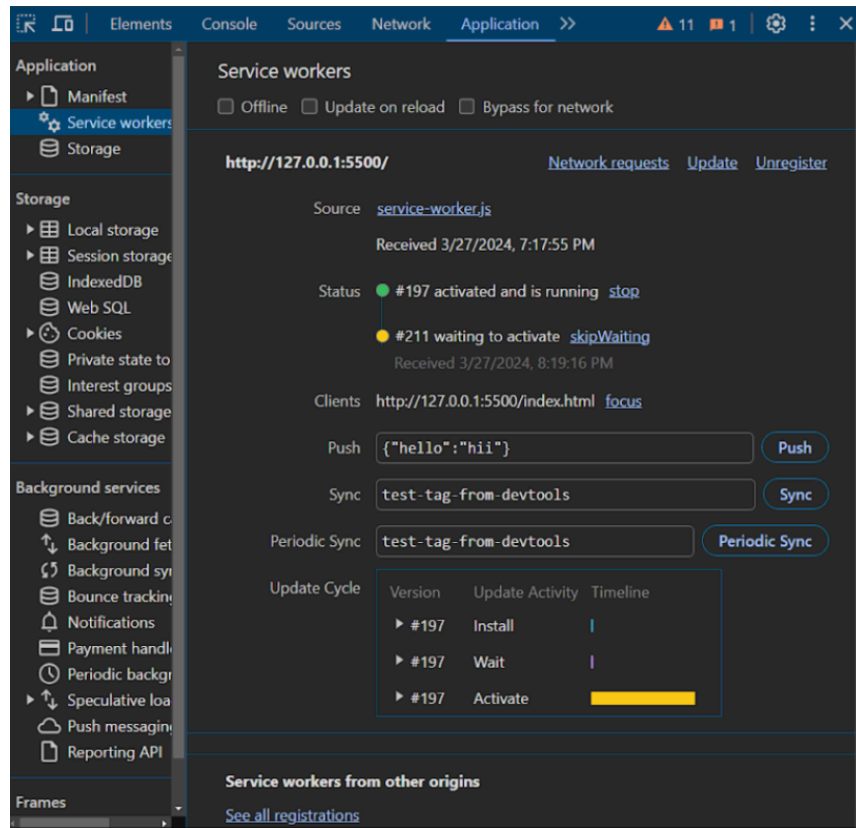 Elements Console Sources Network Application 11 1
Application
Manifest
Service workers
Storage
Storage
Local storage
Session storage
IndexedDB
Web SQL
Cookies
Private state to
Interest groups
Shared storage
Cache storage
Background services
Back/forward c
Background fet
Background syn
Bounce tracking
Notifications
Payment handl
Periodic backgr
Speculative loa
Push messaging
Reporting API
Frames
Service workers
Offline Update on reload Bypass for network
http://127.0.0.1:5500/ Network requests Update Unregister
Source service-worker.js
Received 3/27/2024, 7:17:55 PM
Status #197 activated and is running stop
#211 waiting to activate skipWaiting
Received 3/27/2024, 8:19:16 PM
Clients http://127.0.0.1:5500/index.html focus
Push {"hello":"hii"} Push
Sync test-tag-from-devtools Sync
Periodic Sync test-tag-from-devtools Periodic Sync
Update Cycle Version Update Activity Timeline
#197 Install
#197 Wait
#197 Activate
Service workers from other origins
See all registrations